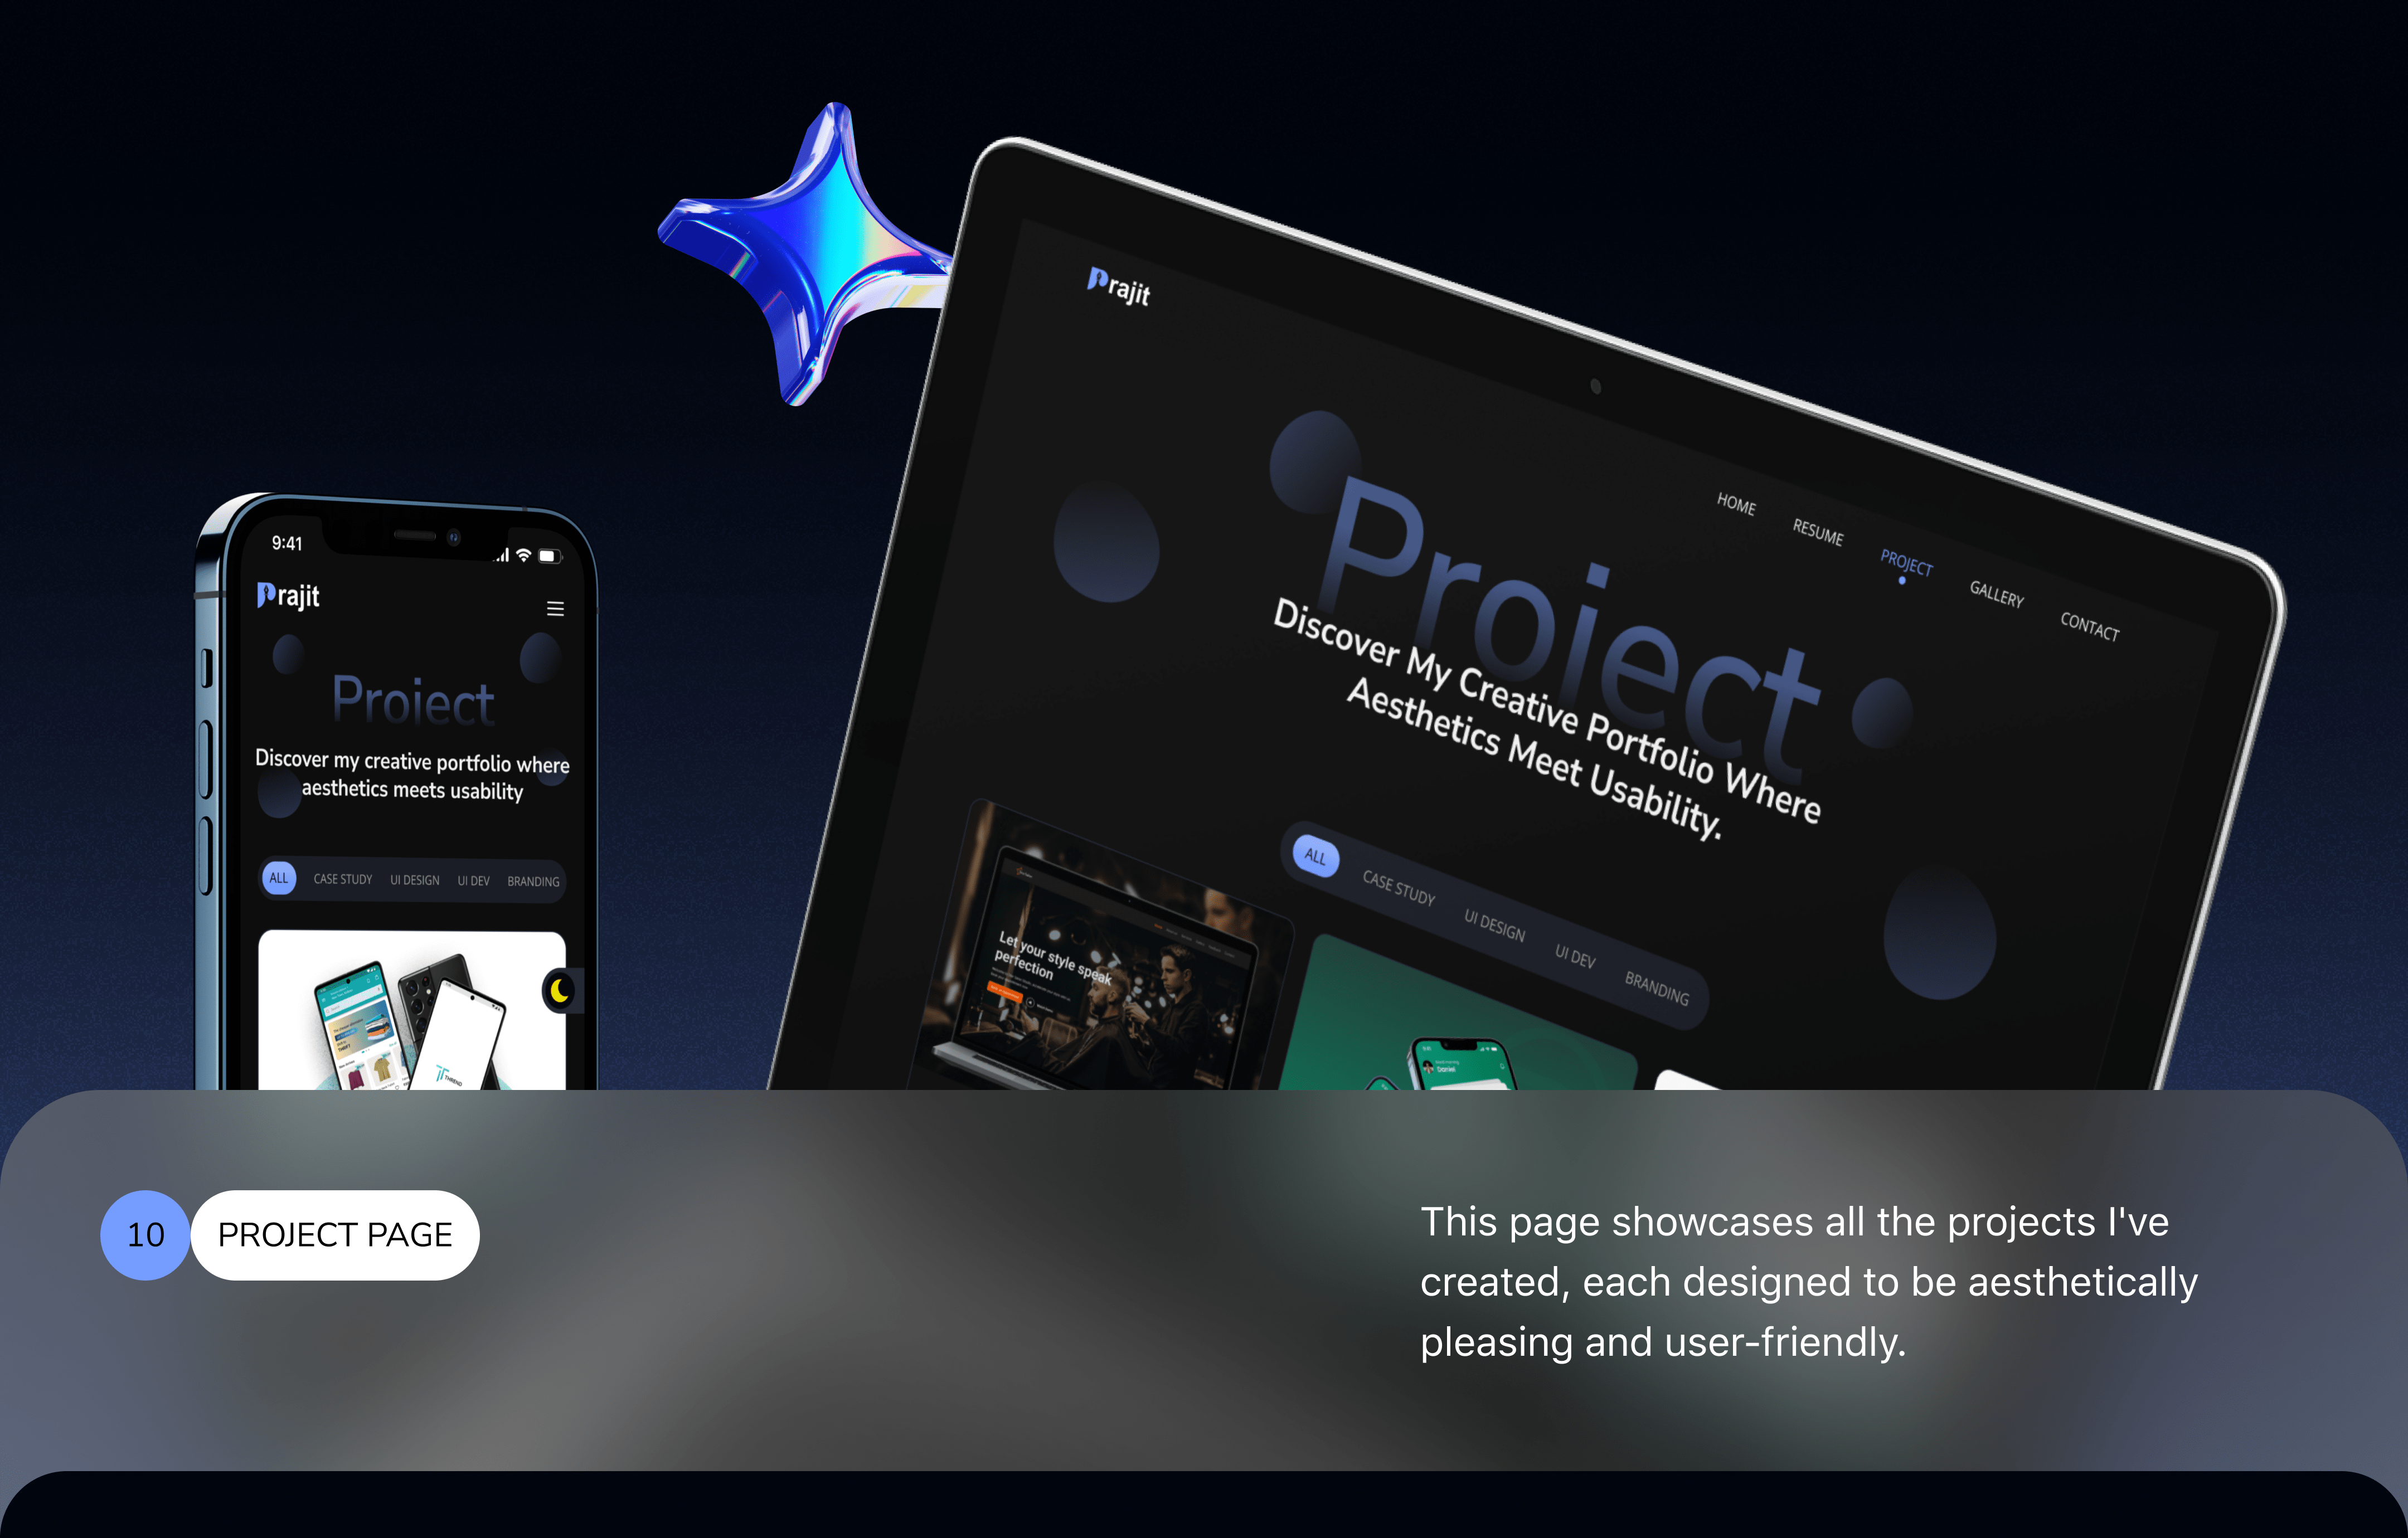 Prajit
HOME
RESUME
PROJECT
GALLERY
CONTACT
Project
Discover My Creative Portfolio Where
Aesthetics Meet Usability.
ALL
CASE STUDY
UI DESIGN
UI DEV
BRANDING
Let your style speak
perfection
Daniel
9:41
Prajit
Project
Discover my creative portfolio where
aesthetics meets usability
ALL
CASE STUDY
UI DESIGN
UI DEV
BRANDING
10
PROJECT PAGE
This page showcases all the projects I've
created, each designed to be aesthetically
pleasing and user-friendly.